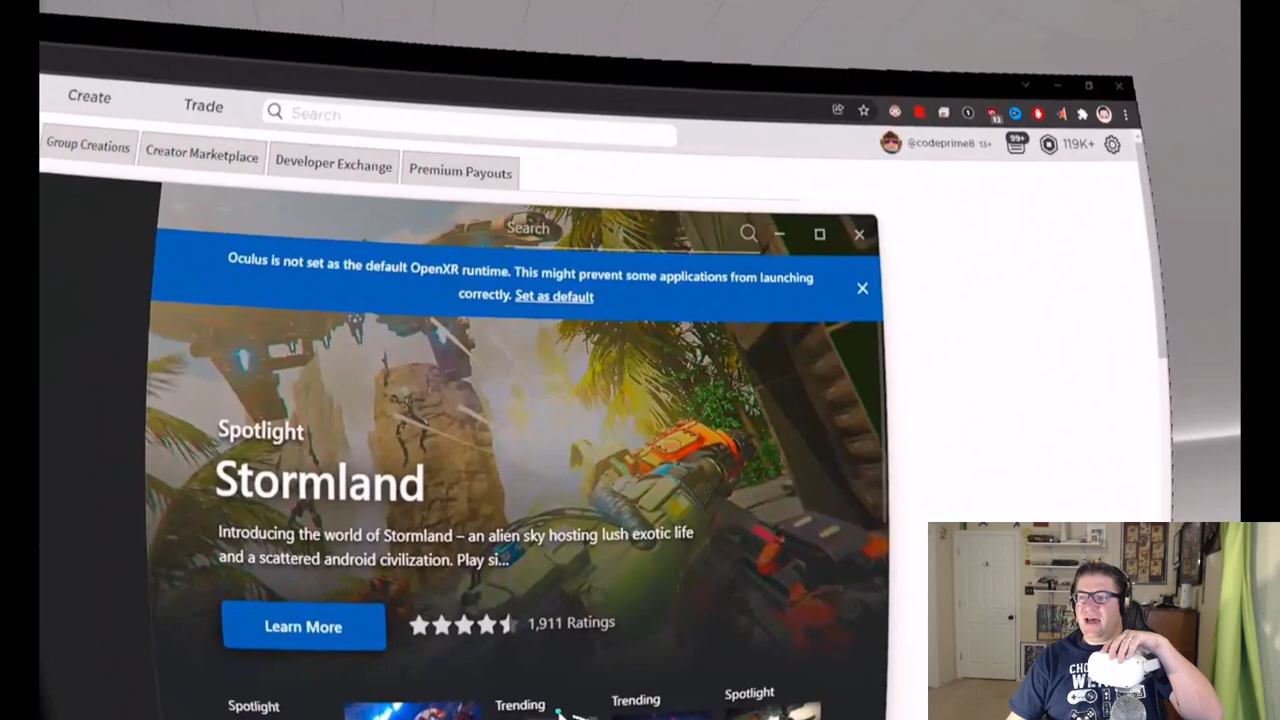 Create
Trade
Search
@codeprime8 13+
99+
119K+
Group Creations
Creator Marketplace
Developer Exchange
Premium Payouts
Search
Oculus is not set as the default OpenXR runtime. This might prevent some applications from launching
correctly. Set as default
Spotlight
Stormland
Introducing the world of Stormland – an alien sky hosting lush exotic life
and a scattered android civilization. Play si...
Learn More
1,911 Ratings
Spotlight
Trending
Trending
Spotlight